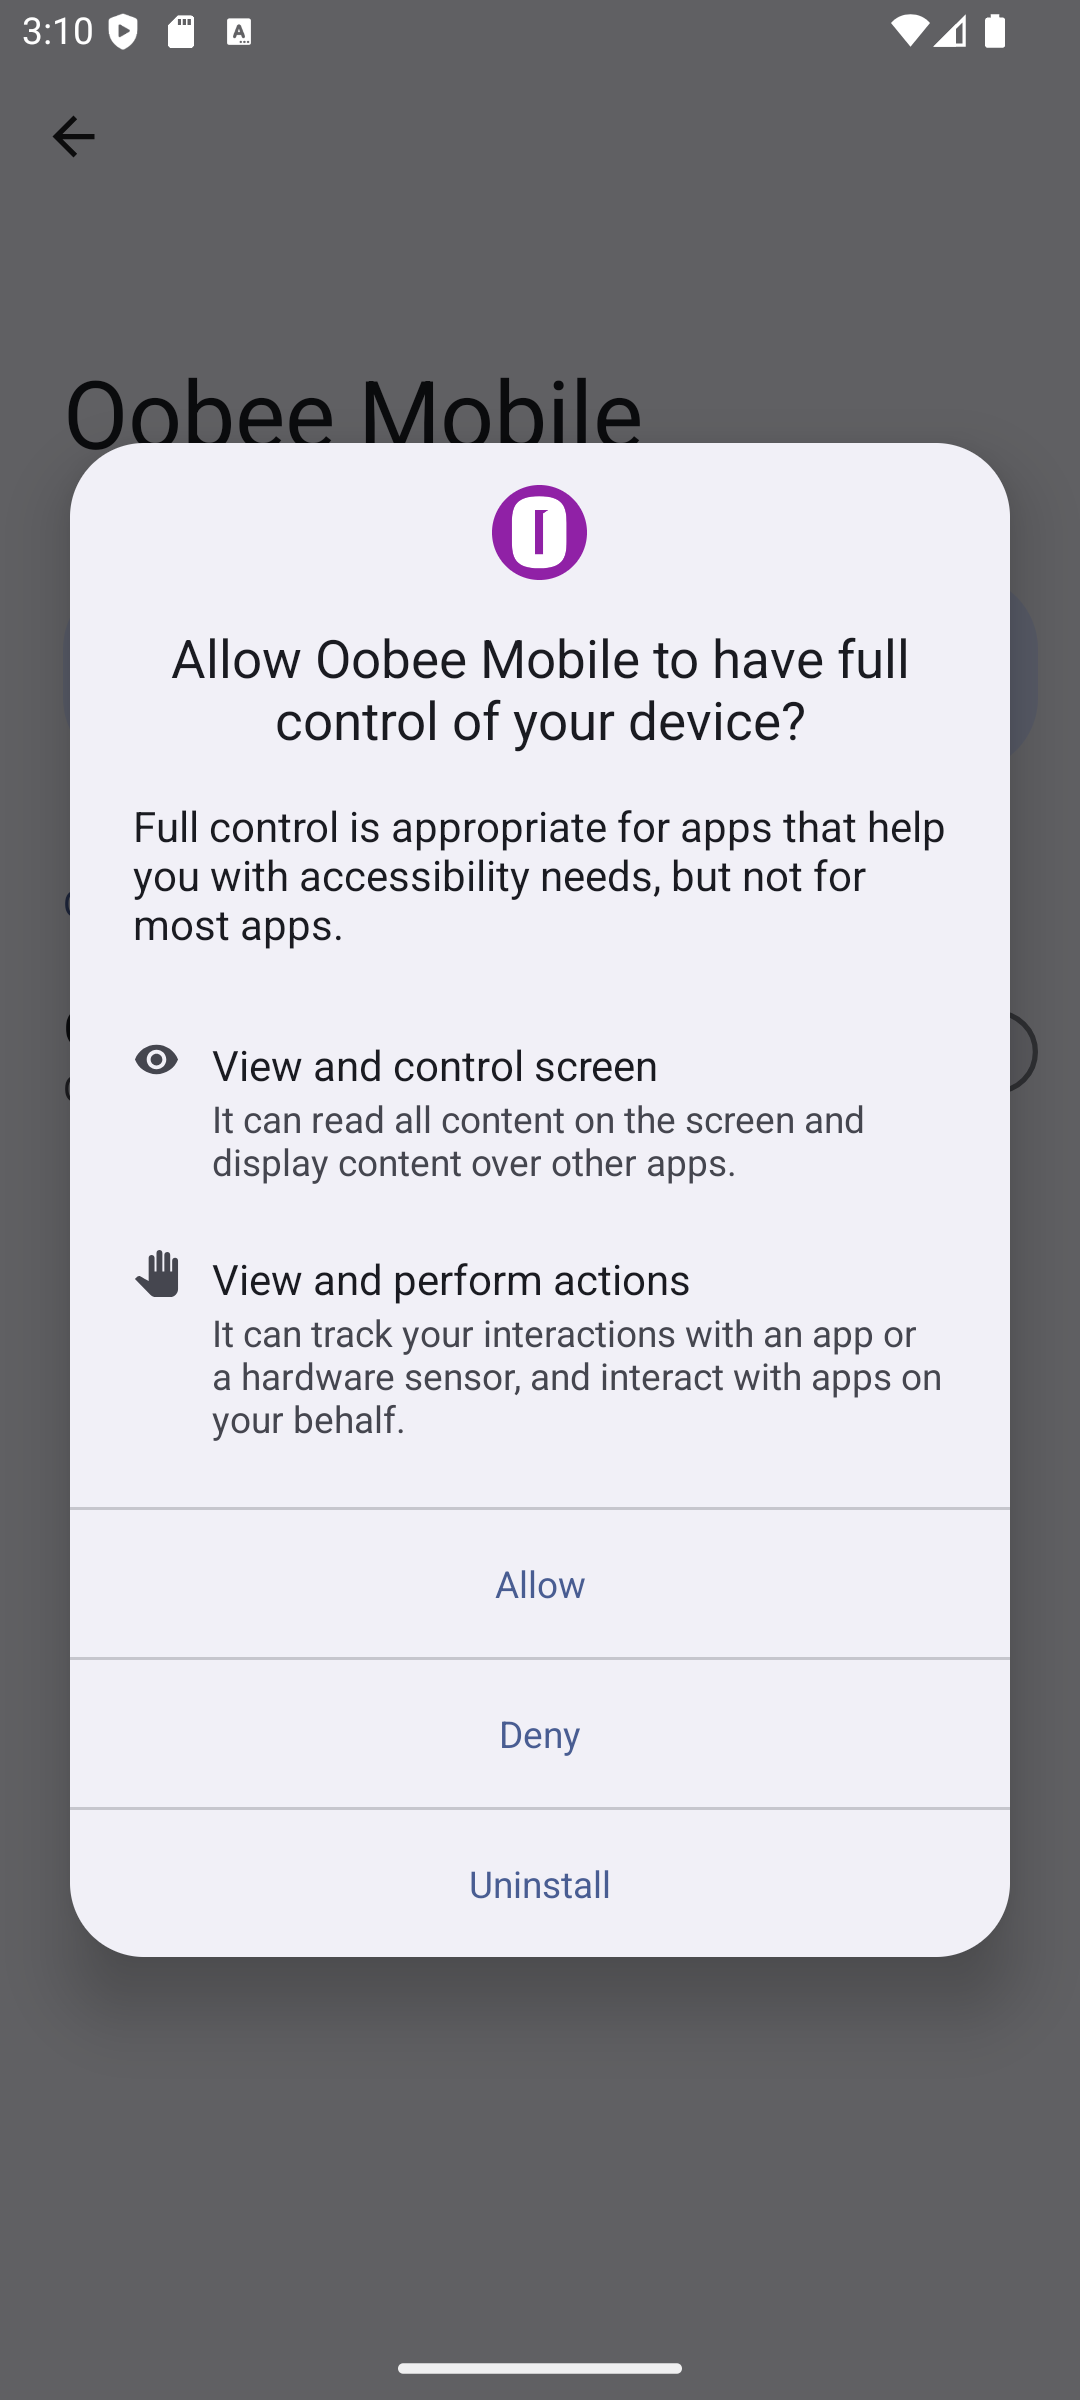 3:10
Oobee Mobile
Allow Oobee Mobile to have full
control of your device?
Full control is appropriate for apps that help
you with accessibility needs, but not for
most apps.
View and control screen
It can read all content on the screen and
display content over other apps.
View and perform actions
It can track your interactions with an app or
a hardware sensor, and interact with apps on
your behalf.
Allow
Deny
Uninstall